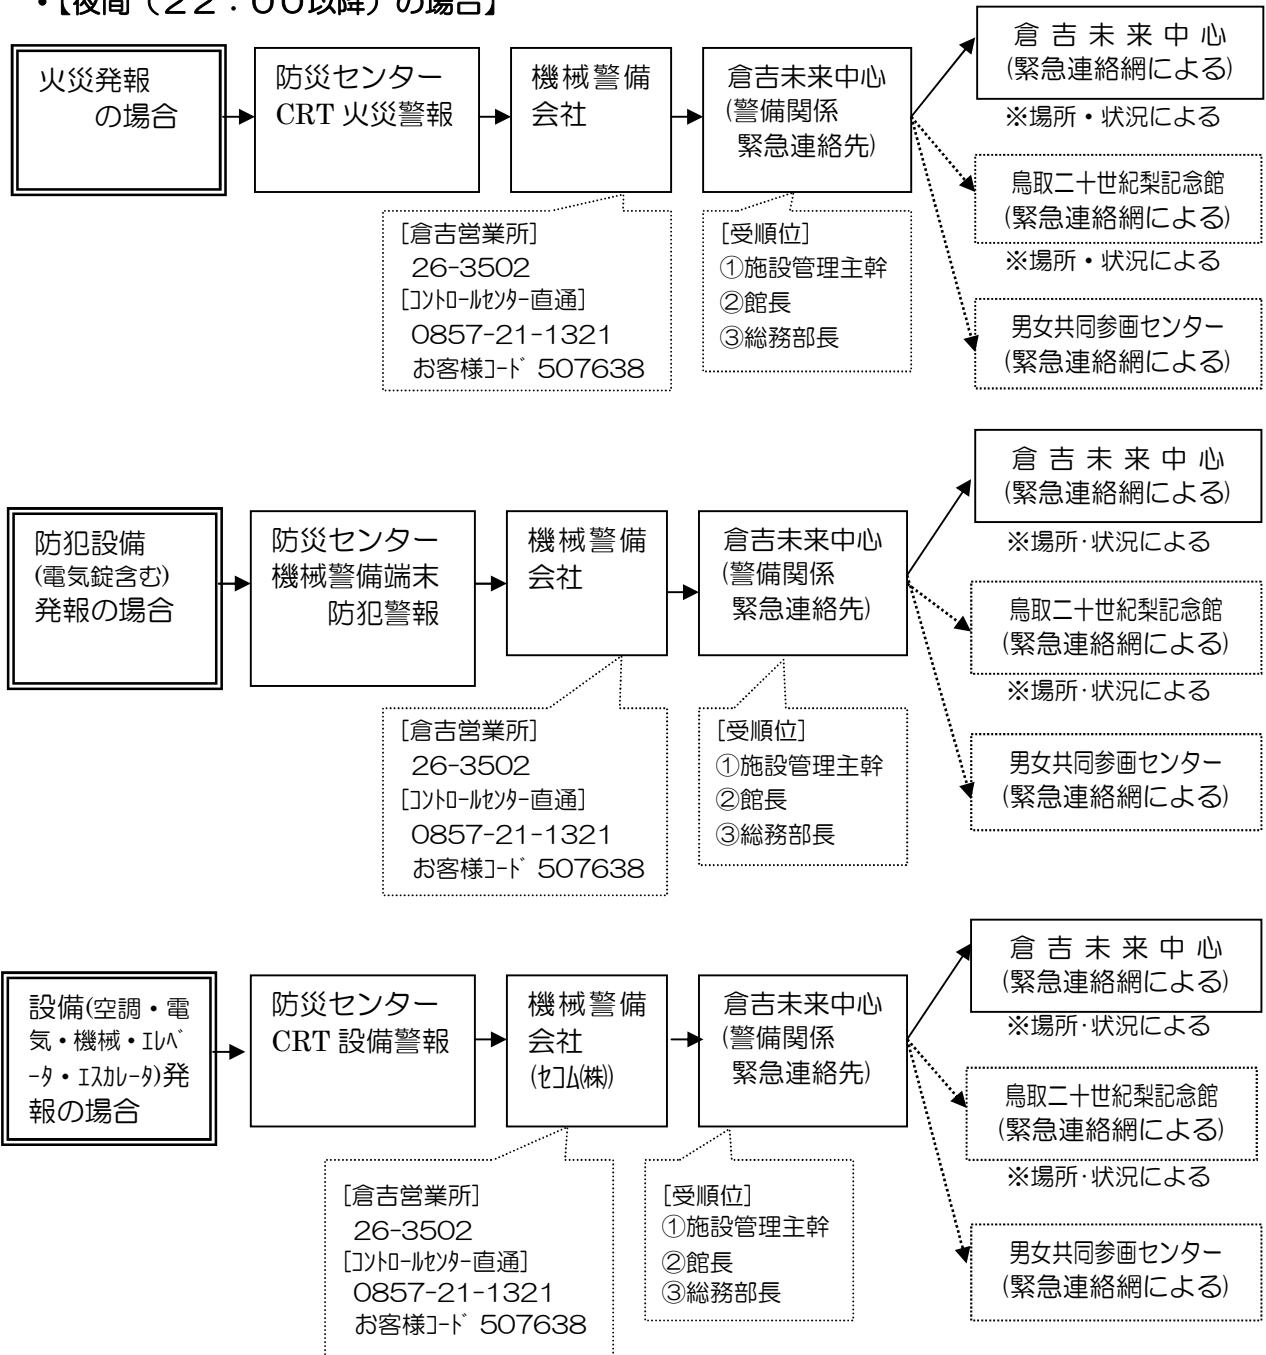 ・【夜間（２２：００以降）の場合】
火災発報
の場合
防災センター
CRT 火災警報
機械警備
会社
倉吉未来中心
(警備関係
緊急連絡先)
倉 吉 未 来 中 心
(緊急連絡網による)
※場所・状況による
鳥取二十世紀梨記念館
(緊急連絡網による)
※場所・状況による
男女共同参画センター
(緊急連絡網による)
[倉吉営業所]
26-3502
[ｺﾝﾄﾛｰﾙｾﾝﾀｰ直通]
0857-21-1321
お客様ｺｰﾄﾞ 507638
[受順位]
①施設管理主幹
②館長
③総務部長
防犯設備
(電気錠含む)
発報の場合
防災センター
機械警備端末
防犯警報
機械警備
会社
倉吉未来中心
(警備関係
緊急連絡先)
倉 吉 未 来 中 心
(緊急連絡網による)
※場所･状況による
鳥取二十世紀梨記念館
(緊急連絡網による)
※場所･状況による
男女共同参画センター
(緊急連絡網による)
[倉吉営業所]
26-3502
[ｺﾝﾄﾛｰﾙｾﾝﾀｰ直通]
0857-21-1321
お客様ｺｰﾄﾞ 507638
[受順位]
①施設管理主幹
②館長
③総務部長
設備(空調・電
気・機械・ｴﾚﾍﾞ
ｰﾀ・ｴｽｶﾚｰﾀ)発
報の場合
防災センター
CRT 設備警報
機械警備
会社
(ｾｺﾑ㈱)
倉吉未来中心
(警備関係
緊急連絡先)
倉 吉 未 来 中 心
(緊急連絡網による)
※場所･状況による
鳥取二十世紀梨記念館
(緊急連絡網による)
※場所･状況による
男女共同参画センター
(緊急連絡網による)
[倉吉営業所]
26-3502
[ｺﾝﾄﾛｰﾙｾﾝﾀｰ直通]
0857-21-1321
お客様ｺｰﾄﾞ 507638
[受順位]
①施設管理主幹
②館長
③総務部長